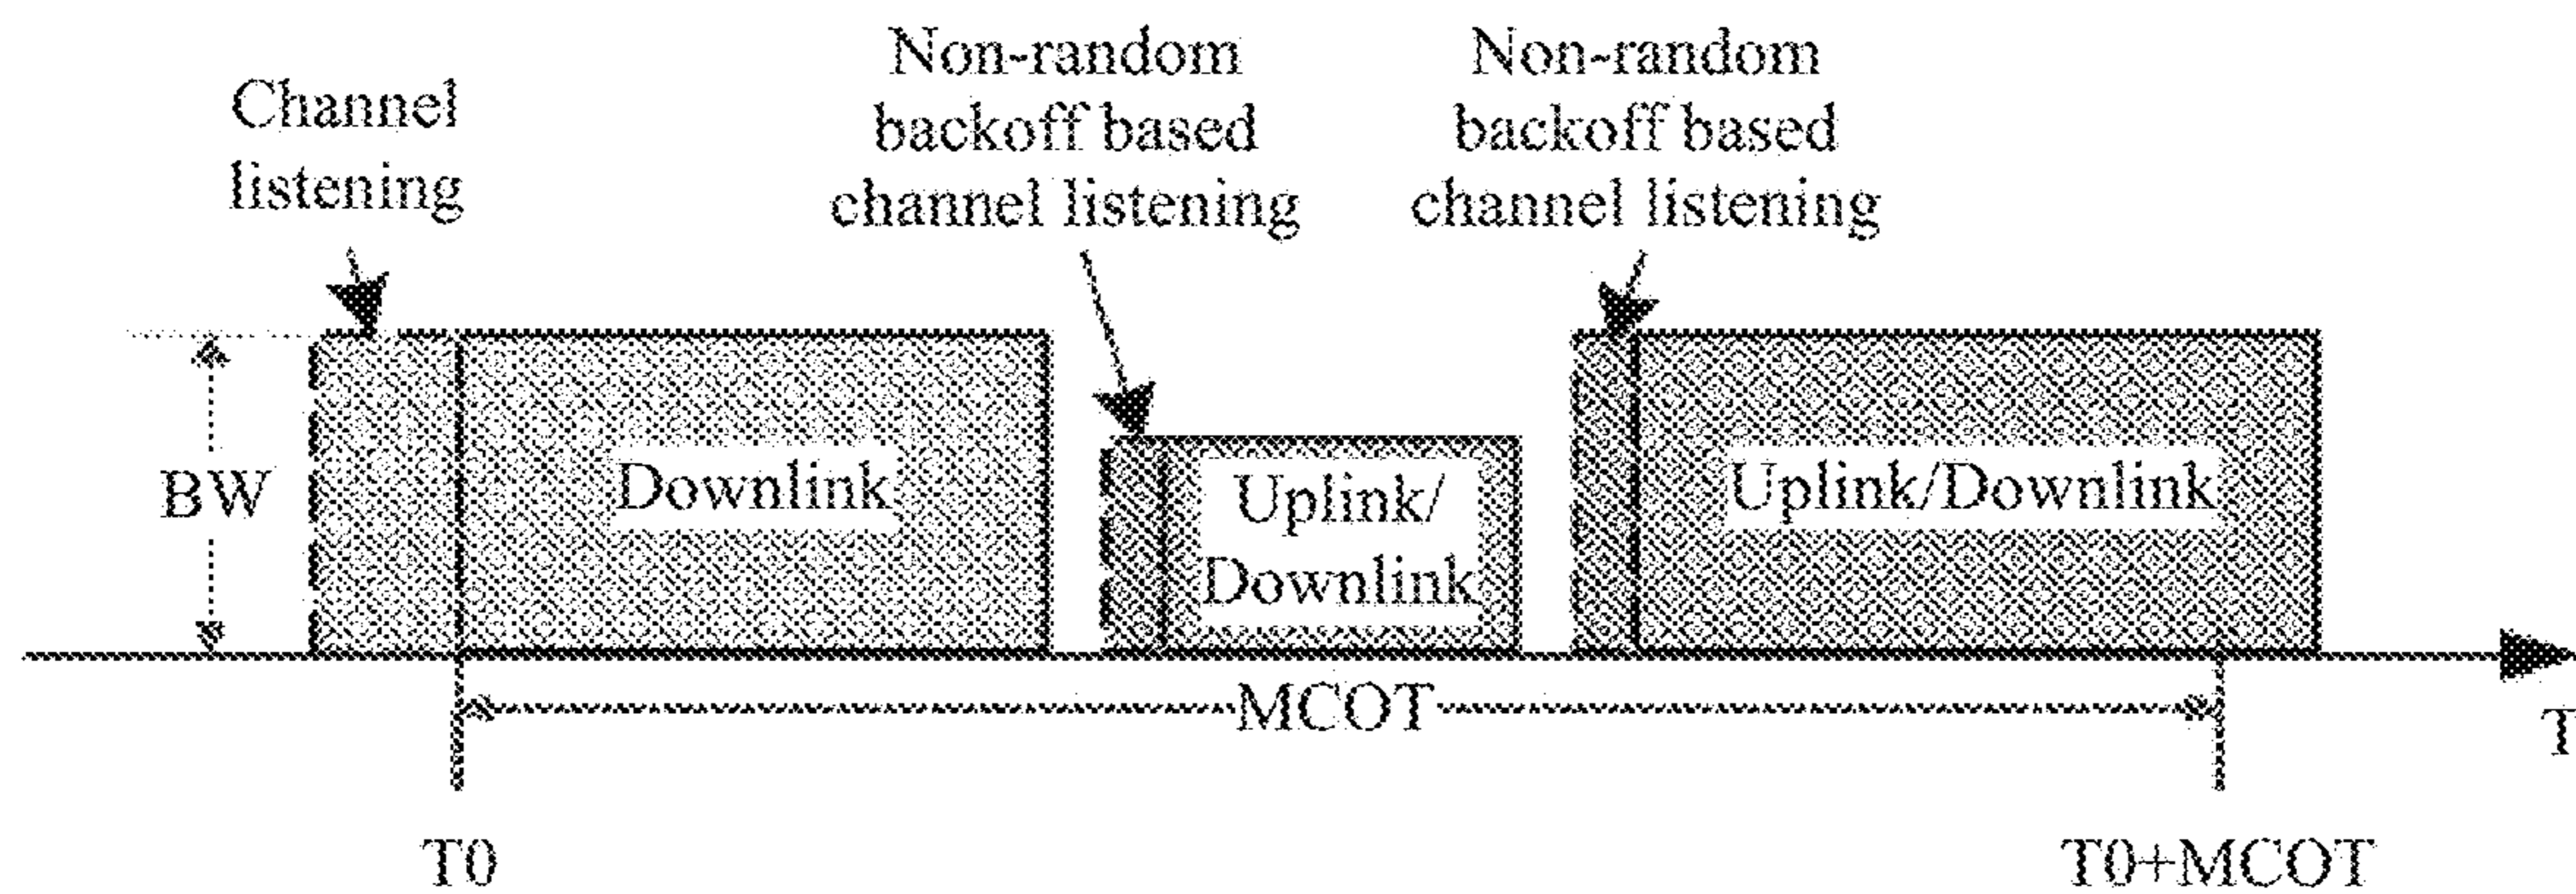 Channel
listening
Non-random
backoff based
channel listening
Non-random
backoff based
channel listening
BW
Downlink
Uplink/
Downlink
Uplink/Downlink
MCOT
T
T0
T0+MCOT